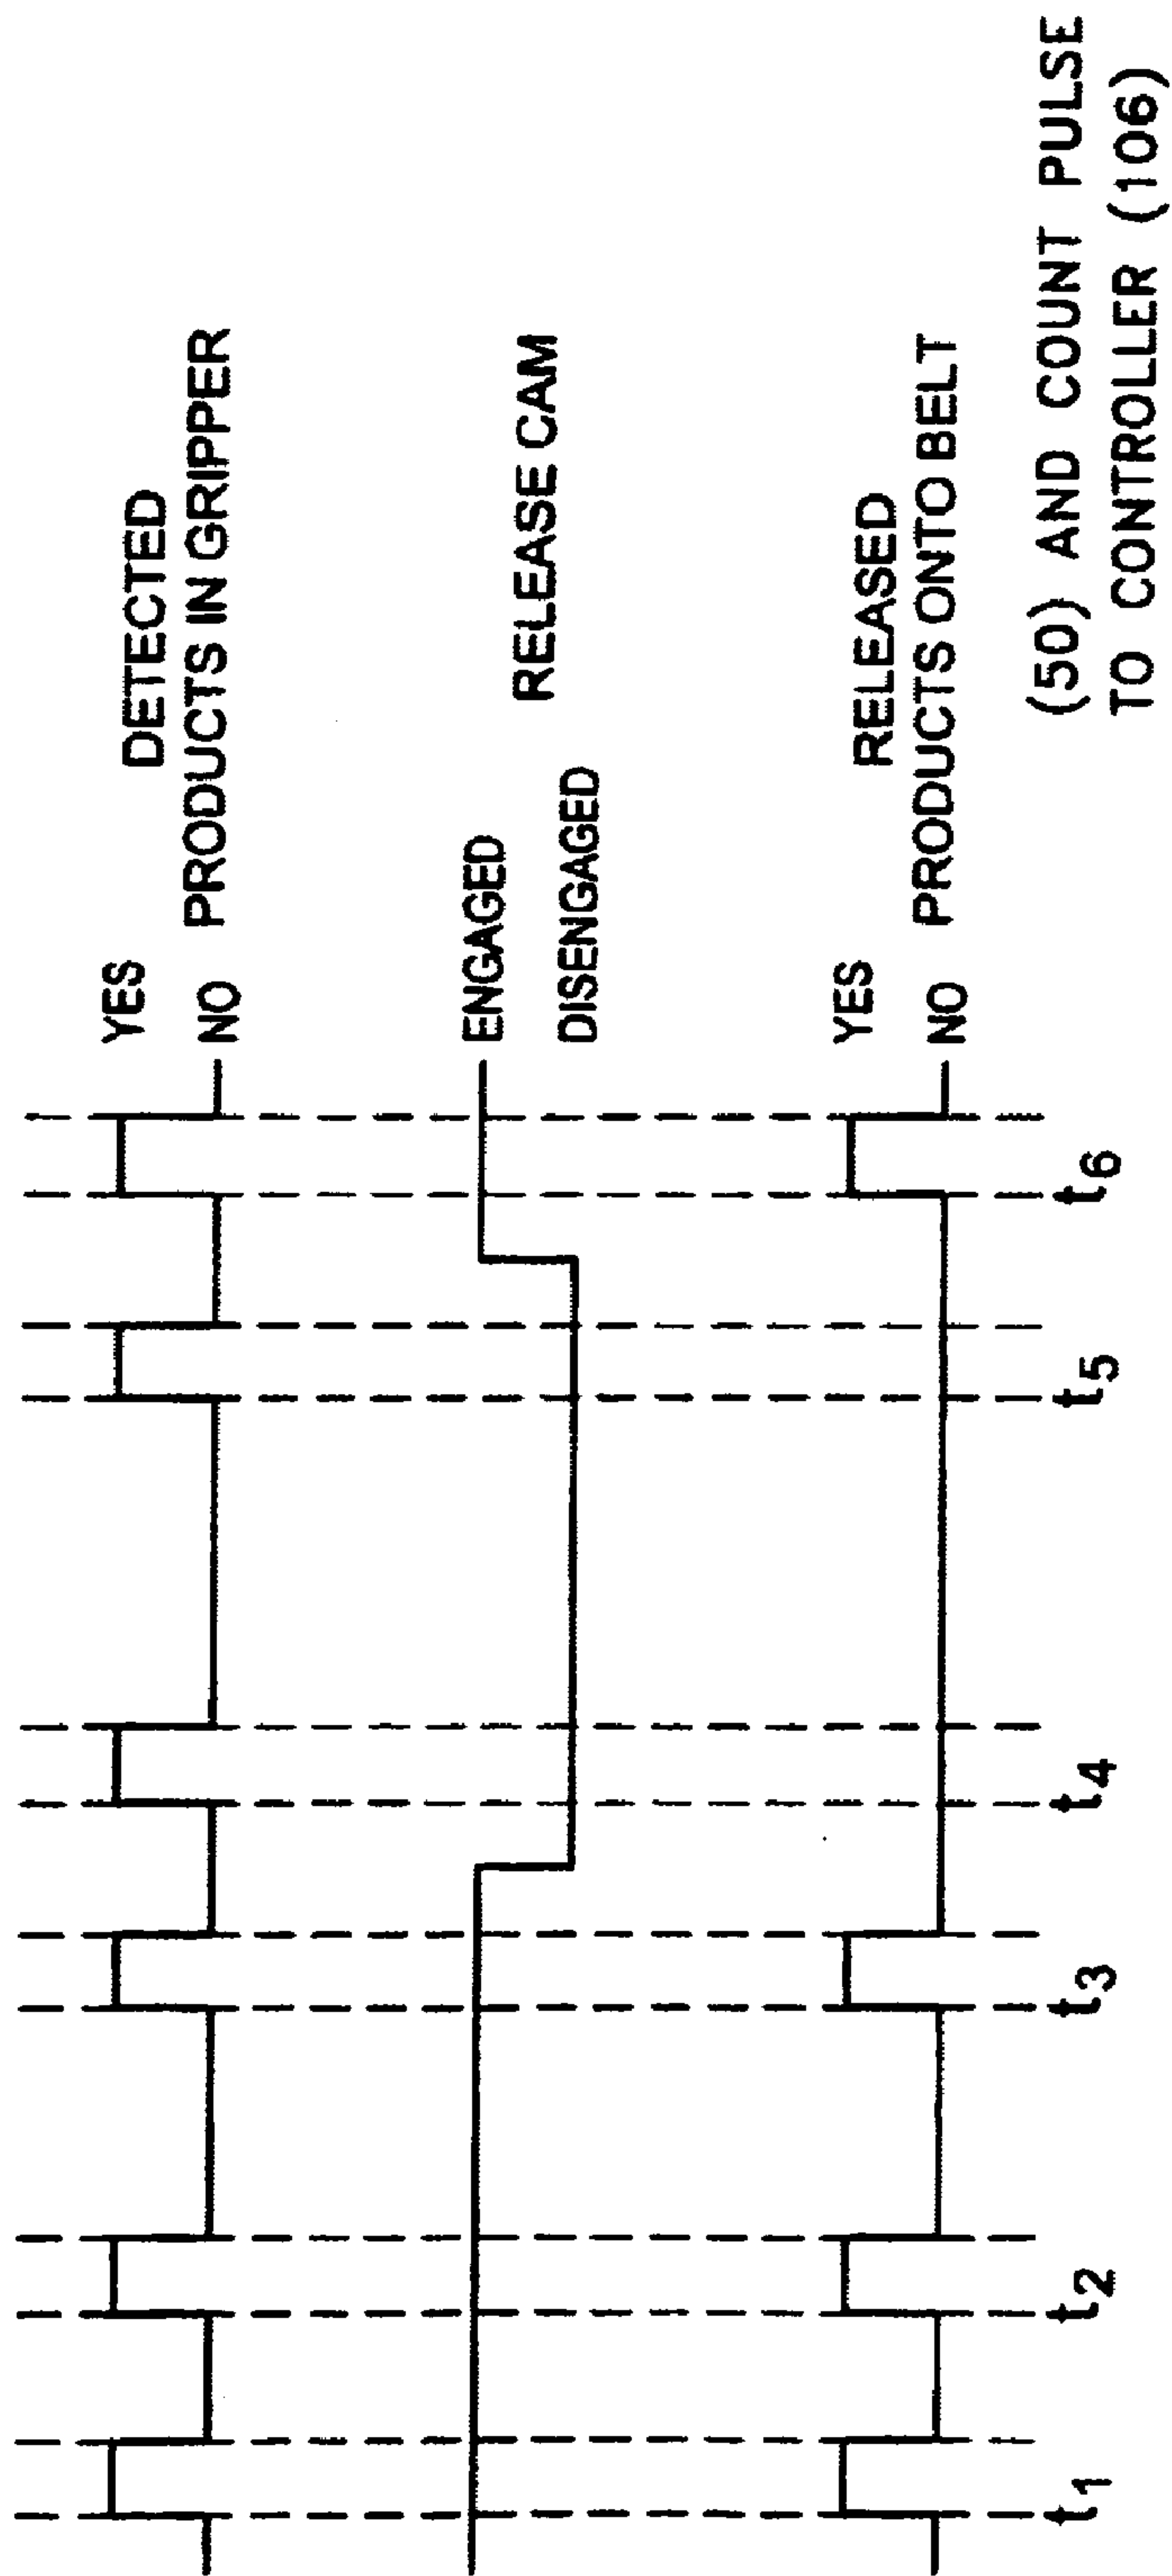 YES
NO
DETECTED
PRODUCTS IN GRIPPER
ENGAGED
DISENGAGED
RELEASE CAM
YES
NO
RELEASED
PRODUCTS ONTO BELT
(50) AND COUNT PULSE
TO CONTROLLER (106)
t1
t2
t3
t4
t5
t6